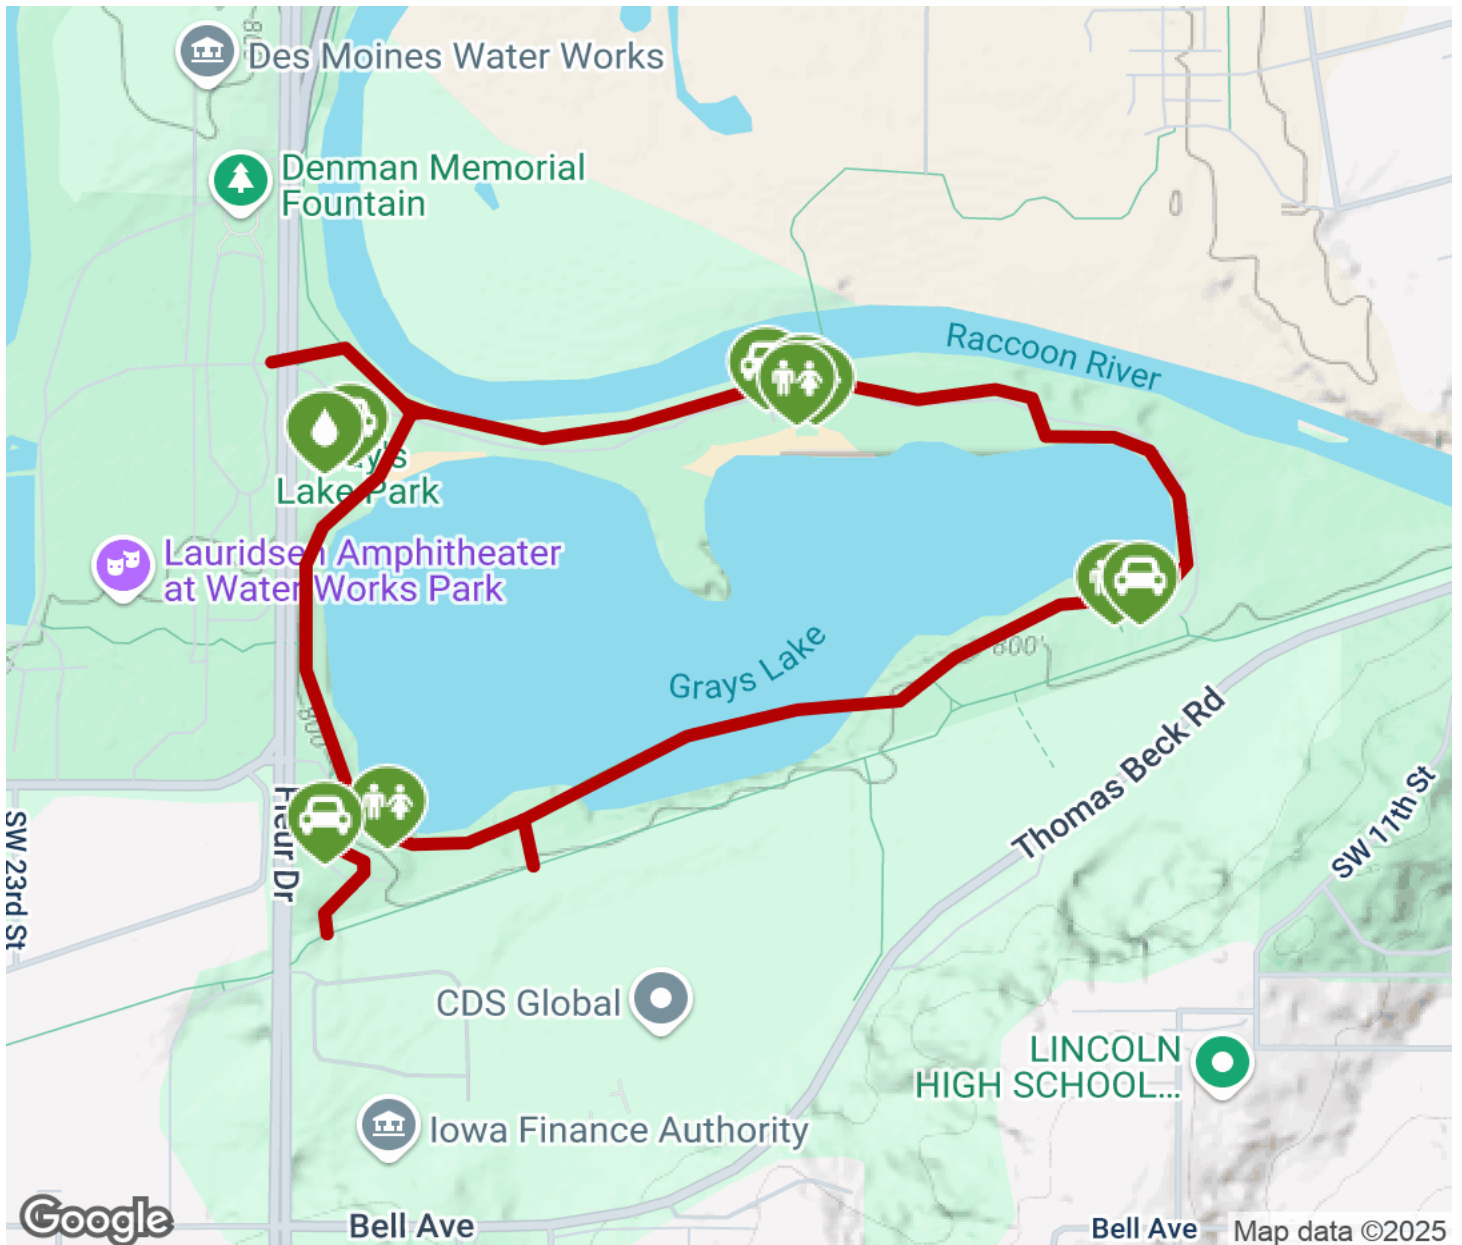 Des Moines Water Works
Denman Memorial
Fountain
Raccoon River
Lake Park
Lauridsen Amphitheater
at Water Works Park
Grays Lake
800'
800'
Thomas Beck Rd
SW 11th St
Fleur Dr
SW 23rd St
CDS Global
LINCOLN
HIGH SCHOOL...
Iowa Finance Authority
Google
Bell Ave
Bell Ave
Map data ©2025